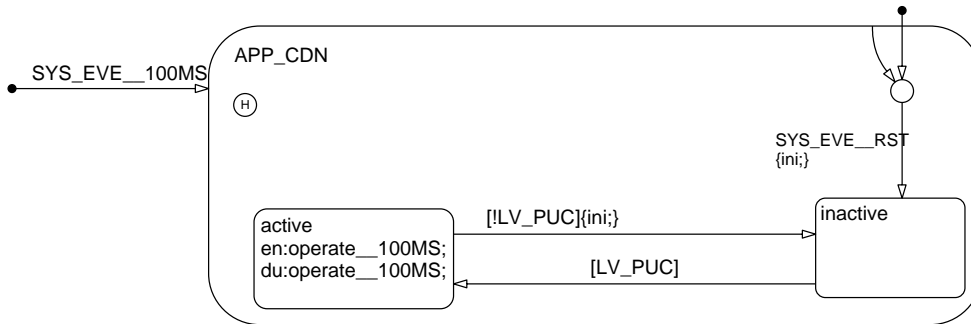 APP_CDN
SYS_EVE__100MS
H
SYS_EVE__RST
{ini;}
active
en:operate__100MS;
du:operate__100MS;
[!LV_PUC]{ini;}
[LV_PUC]
inactive